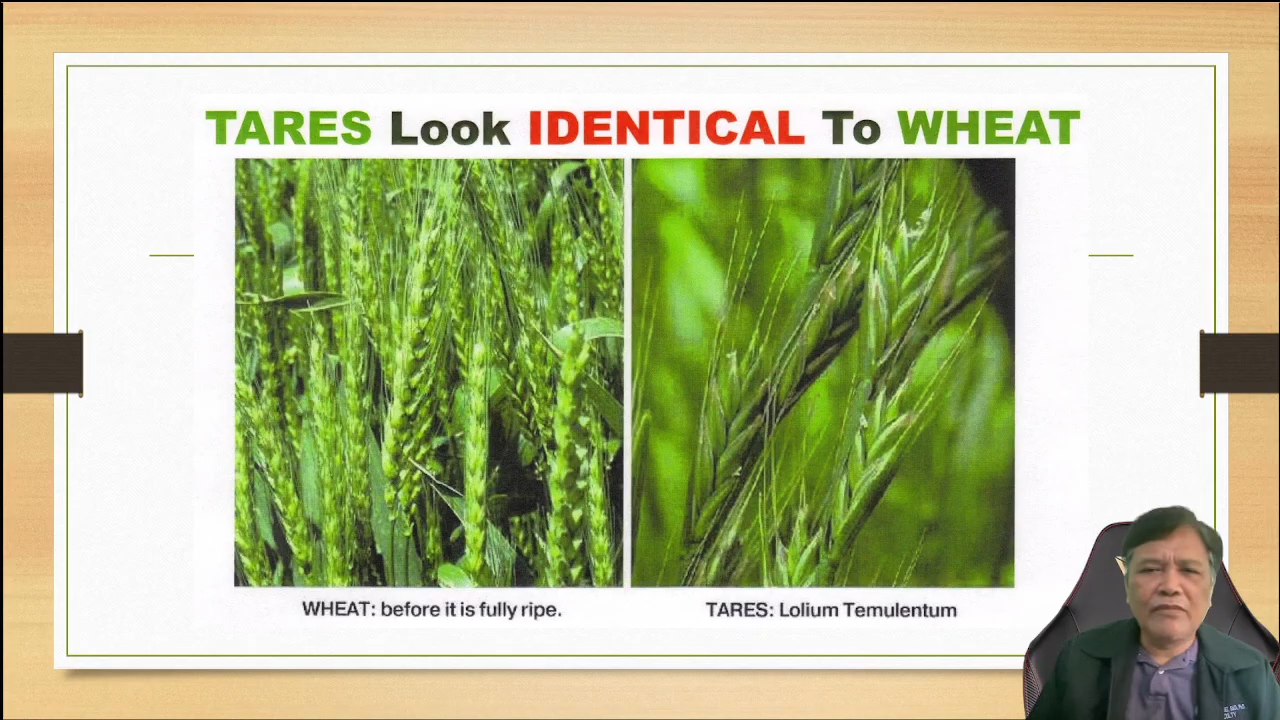 TARES Look IDENTICAL To WHEAT
WHEAT: before it is fully ripe.
TARES: Lolium Temulentum